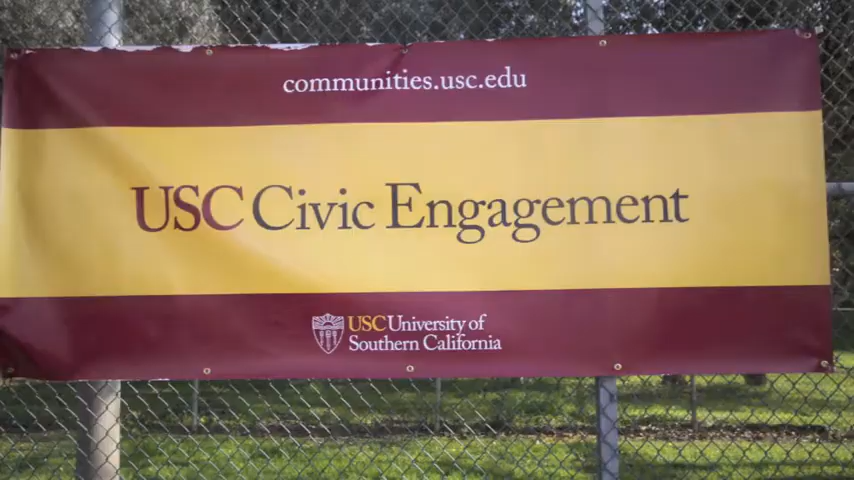 communities.usc.edu
USC Civic Engagement
USC University of
Southern California